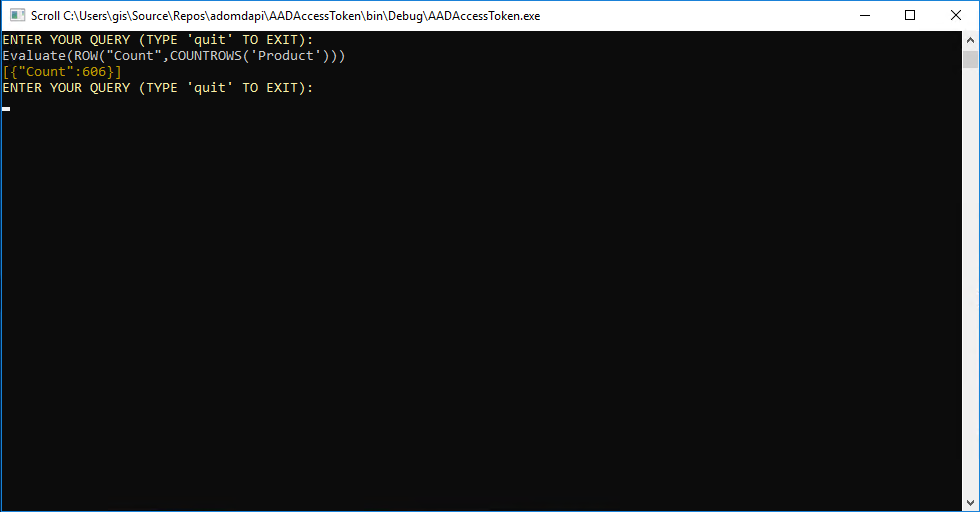 Scroll C:\Users\gis\Source\Repos\adomdapi\AADAccessToken\bin\Debug\AADAccessToken.exe
ENTER YOUR QUERY (TYPE 'quit' TO EXIT):
Evaluate(ROW("Count",COUNTROWS('Product')))
[{"Count":606}]
ENTER YOUR QUERY (TYPE 'quit' TO EXIT):